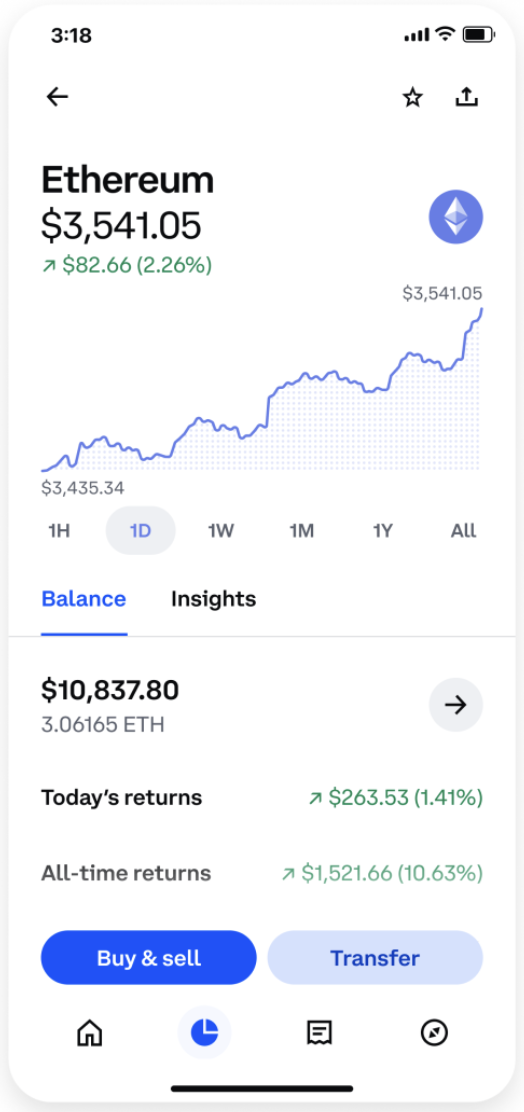 3:18
Ethereum
$3,541.05
↗ $82.66 (2.26%)
$3,541.05
$3,435.34
1H 1D 1W 1M 1Y All
Balance Insights
$10,837.80
3.06165 ETH
Today's returns ↗ $263.53 (1.41%)
All-time returns ↗ $1,521.66 (10.63%)
Buy & sell Transfer